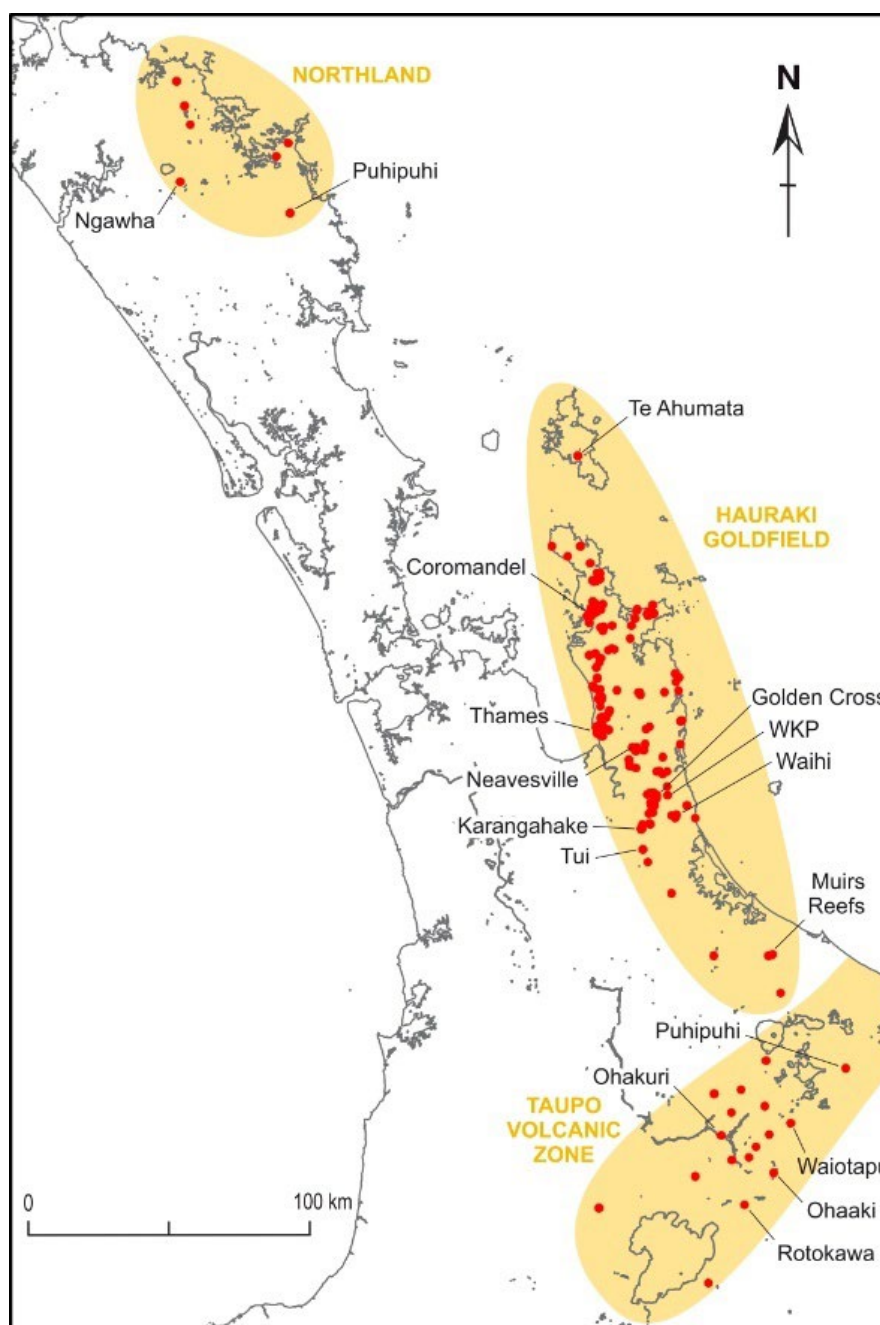 NORTHLAND
N
Puhipuhi
Ngawha
Te Ahumata
HAURAKI
GOLDFIELD
Coromandel
Golden Cross
Thames
WKP
Neavesville
Waihi
Karangahake
Tui
Muirs
Reefs
Puhipuhi
Ohakuri
TAUPO
VOLCANIC
ZONE
Waiotapu
0
100 km
Ohaaki
Rotokawa